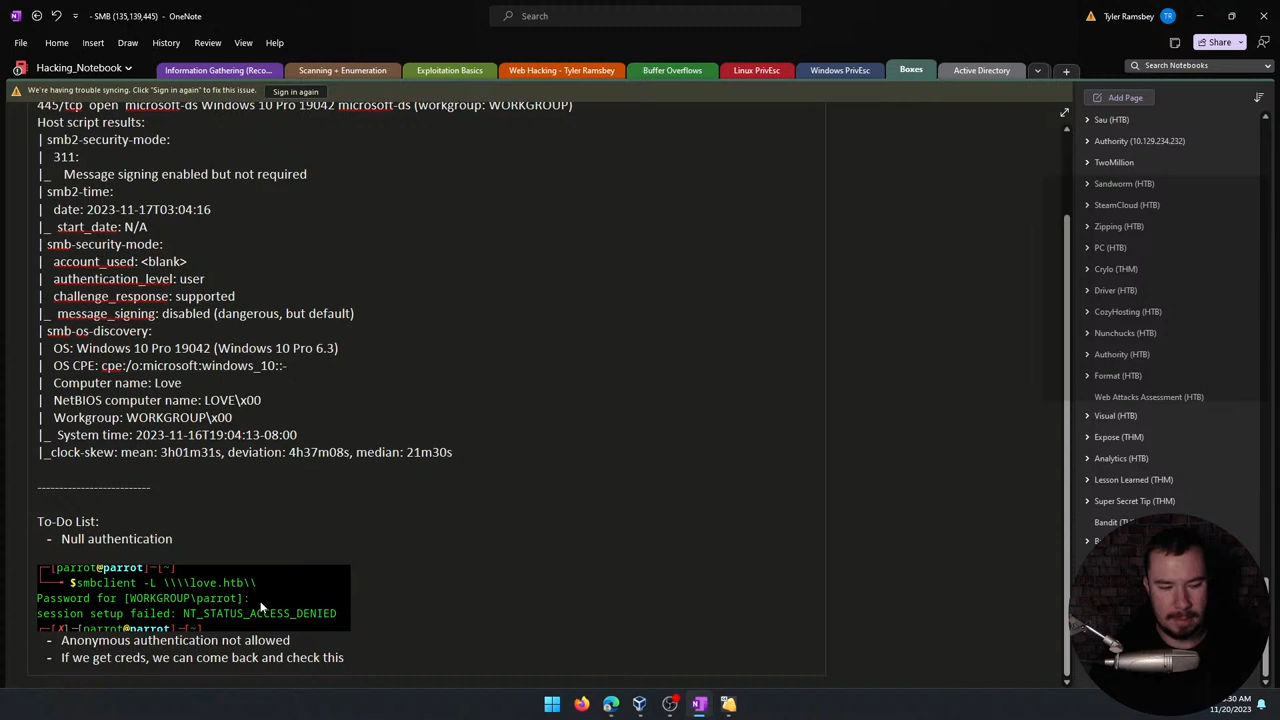 - SMB (135,139,445) - OneNote
Search
Tyler Ramsbey
TR
File Home Insert Draw History Review View Help
Share
Hacking_Notebook
Information Gathering (Reco...
Scanning + Enumeration
Exploitation Basics
Web Hacking - Tyler Ramsbey
Buffer Overflows
Linux PrivEsc
Windows PrivEsc
Boxes
Active Directory
Search Notebooks
We're having trouble syncing. Click "Sign in again" to fix this issue.
Sign in again
445/tcp open microsoft-ds Windows 10 Pro 19042 microsoft-ds (workgroup: WORKGROUP)
Host script results:
| smb2-security-mode:
| 311:
|_ Message signing enabled but not required
| smb2-time:
| date: 2023-11-17T03:04:16
|_ start_date: N/A
| smb-security-mode:
| account_used: <blank>
| authentication_level: user
| challenge_response: supported
|_ message_signing: disabled (dangerous, but default)
| smb-os-discovery:
| OS: Windows 10 Pro 19042 (Windows 10 Pro 6.3)
| OS CPE: cpe:/o:microsoft:windows_10::-
| Computer name: Love
| NetBIOS computer name: LOVE\x00
| Workgroup: WORKGROUP\x00
|_ System time: 2023-11-16T19:04:13-08:00
|_clock-skew: mean: 3h01m31s, deviation: 4h37m08s, median: 21m30s
--------------------------
To-Do List:
- Null authentication
[parrot@parrot]-[~]
$smbclient -L \\\\love.htb\\
Password for [WORKGROUP\parrot]:
session setup failed: NT_STATUS_ACCESS_DENIED
[x]-[parrot@parrot]-[~]
- Anonymous authentication not allowed
- If we get creds, we can come back and check this
Add Page
Sau (HTB)
Authority (10.129.234.232)
TwoMillion
Sandworm (HTB)
SteamCloud (HTB)
Zipping (HTB)
PC (HTB)
Crylo (THM)
Driver (HTB)
CozyHosting (HTB)
Nunchucks (HTB)
Authority (HTB)
Format (HTB)
Web Attacks Assessment (HTB)
Visual (HTB)
Expose (THM)
Analytics (HTB)
Lesson Learned (THM)
Super Secret Tip (THM)
Bandit
:30 AM
11/20/2023